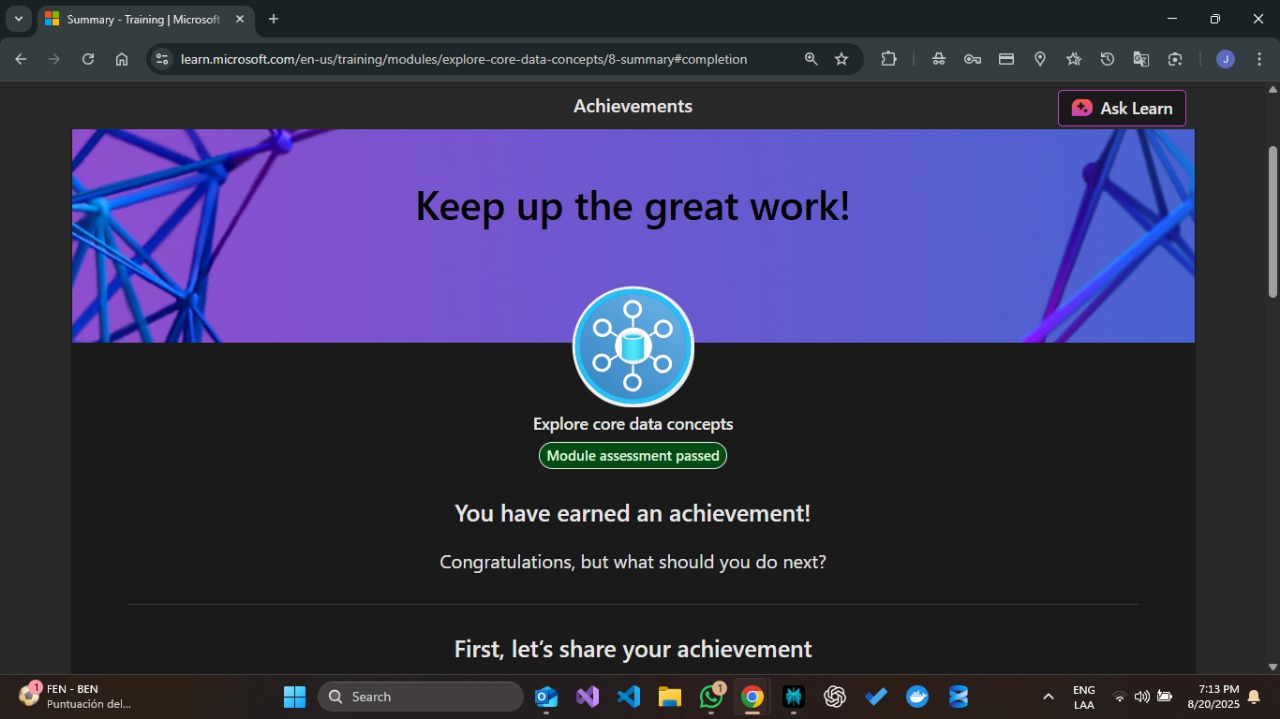 Summary - Training | Microsoft
learn.microsoft.com/en-us/training/modules/explore-core-data-concepts/8-summary#completion
J
Achievements
Ask Learn
Keep up the great work!
Explore core data concepts
Module assessment passed
You have earned an achievement!
Congratulations, but what should you do next?
First, let’s share your achievement
1
FEN - BEN
Puntuación del...
Search
1
ENG
LAA
7:13 PM
8/20/2025